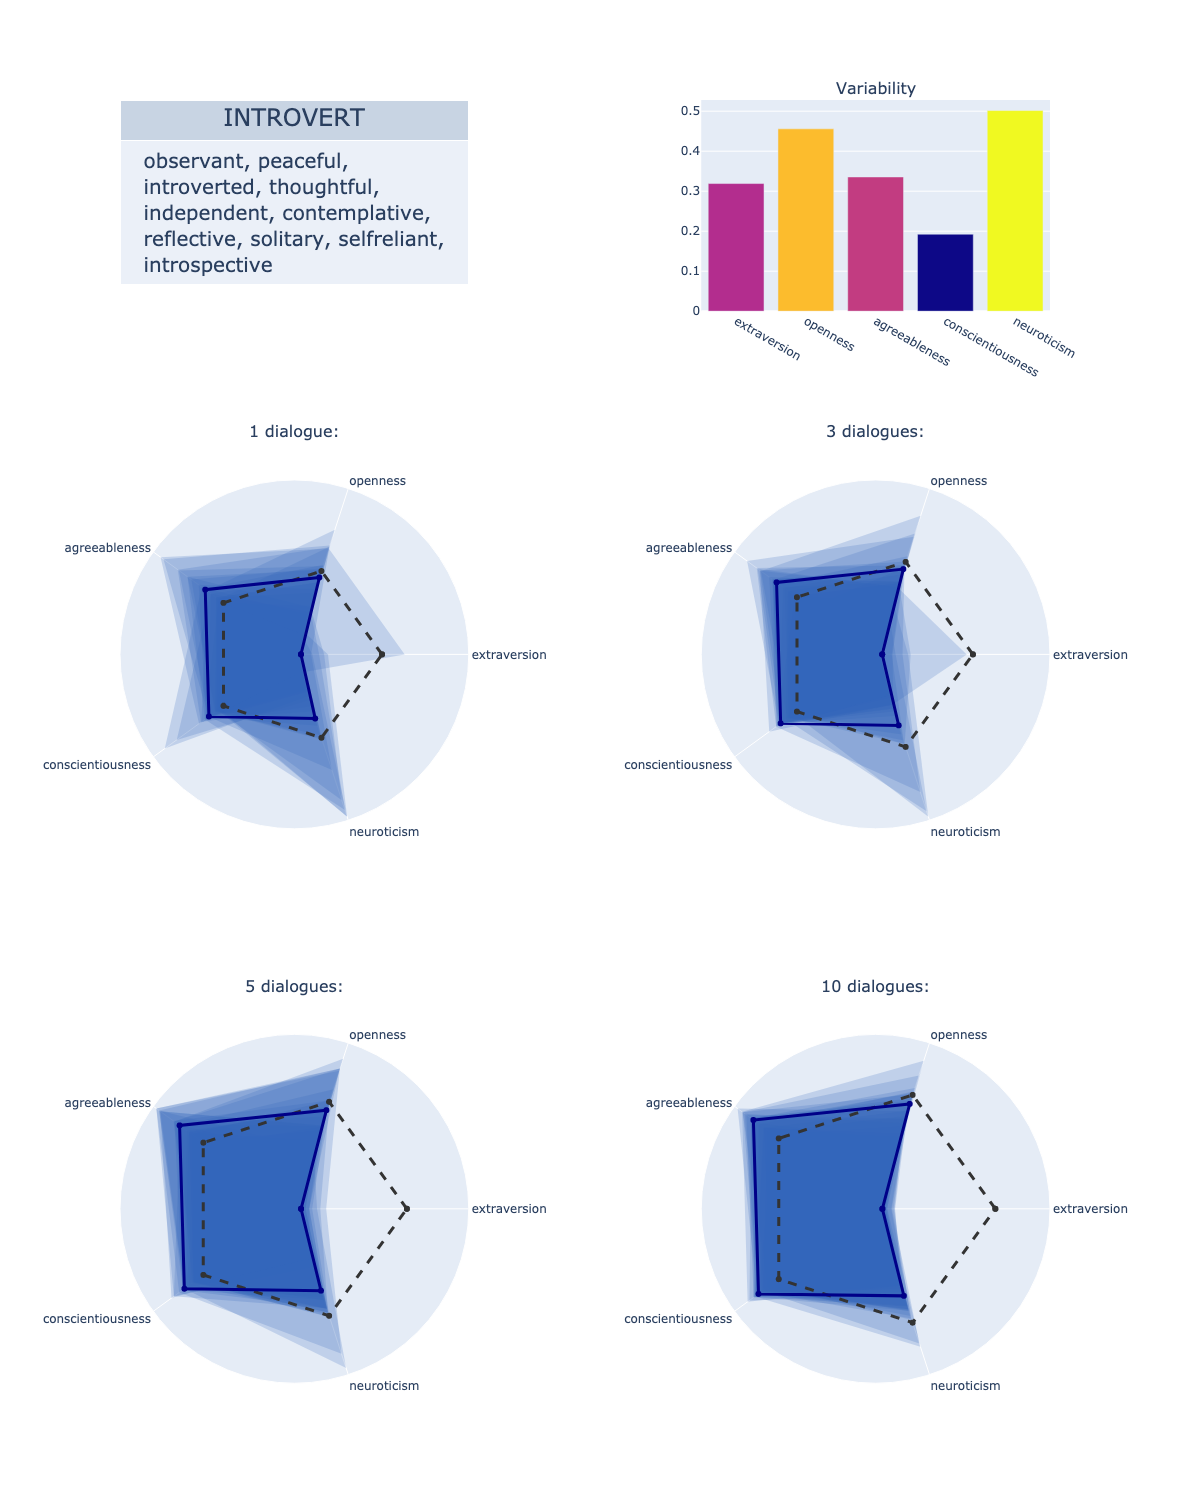 INTROVERT
observant, peaceful,
introverted, thoughtful,
independent, contemplative,
reflective, solitary, selfreliant,
introspective
Variability
0.5
0.4
0.3
0.2
0.1
0
extraversion
openness
agreeableness
conscientiousness
neuroticism
1 dialogue:
openness
agreeableness
extraversion
conscientiousness
neuroticism
3 dialogues:
openness
agreeableness
extraversion
conscientiousness
neuroticism
5 dialogues:
openness
agreeableness
extraversion
conscientiousness
neuroticism
10 dialogues:
openness
agreeableness
extraversion
conscientiousness
neuroticism